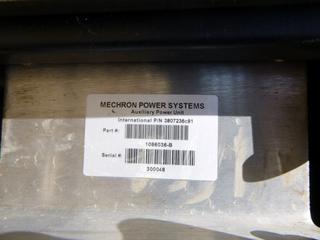 MECHRON POWER SYSTEMS
Auxiliary Power Unit
International P/N 3807236c91
Part #:
1086036-B
Serial #:
300048